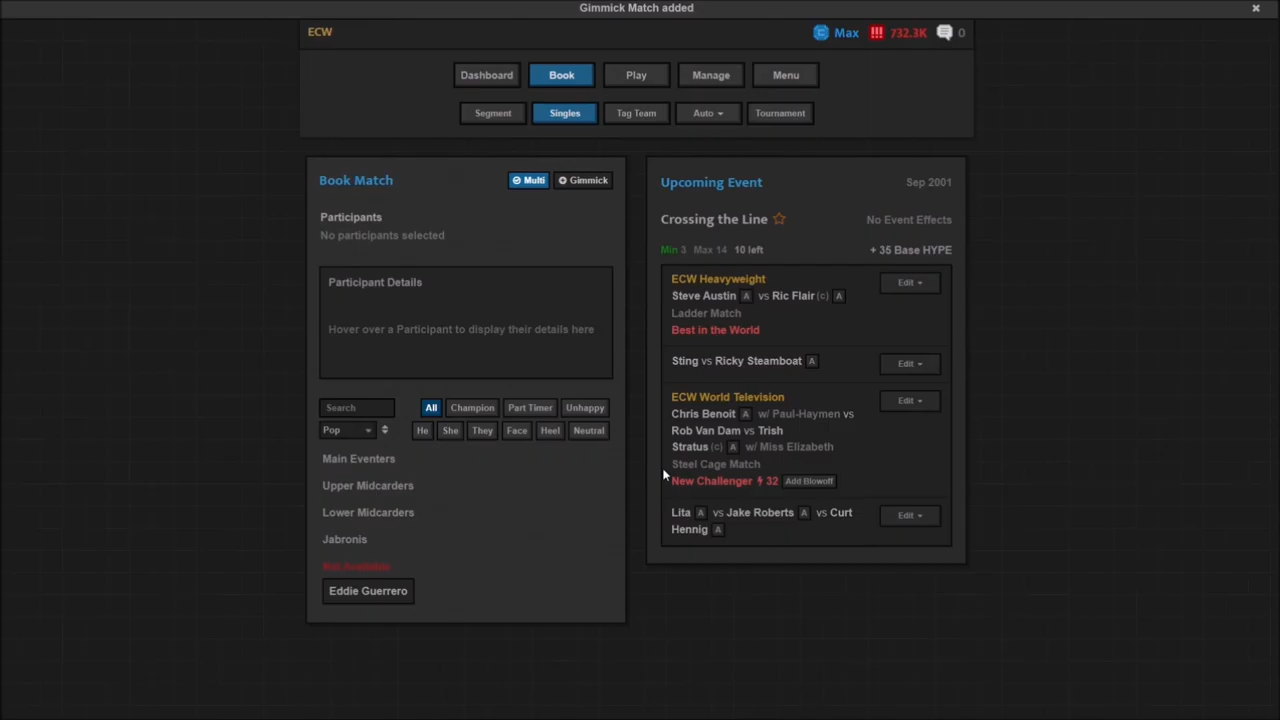 Gimmick Match added
ECW
Max 732.3K 0
Dashboard Book Play Manage Menu
Segment Singles Tag Team Auto Tournament
Book Match Multi Gimmick
Participants
No participants selected
Participant Details
Hover over a Participant to display their details here
Search All Champion Part Timer Unhappy
Pop He She They Face Heel Neutral
Main Eventers
Upper Midcarders
Lower Midcarders
Jabronis
Not Available
Eddie Guerrero
Upcoming Event Sep 2001
Crossing the Line No Event Effects
Min 3 Max 14 10 left + 35 Base HYPE
ECW Heavyweight Edit
Steve Austin A vs Ric Flair (c) A
Ladder Match
Best in the World
Sting vs Ricky Steamboat A Edit
ECW World Television Edit
Chris Benoit A w/ Paul-Haymen vs
Rob Van Dam vs Trish
Stratus (c) A w/ Miss Elizabeth
Steel Cage Match
New Challenger 32 Add Blowoff
Lita A vs Jake Roberts A vs Curt Edit
Hennig A